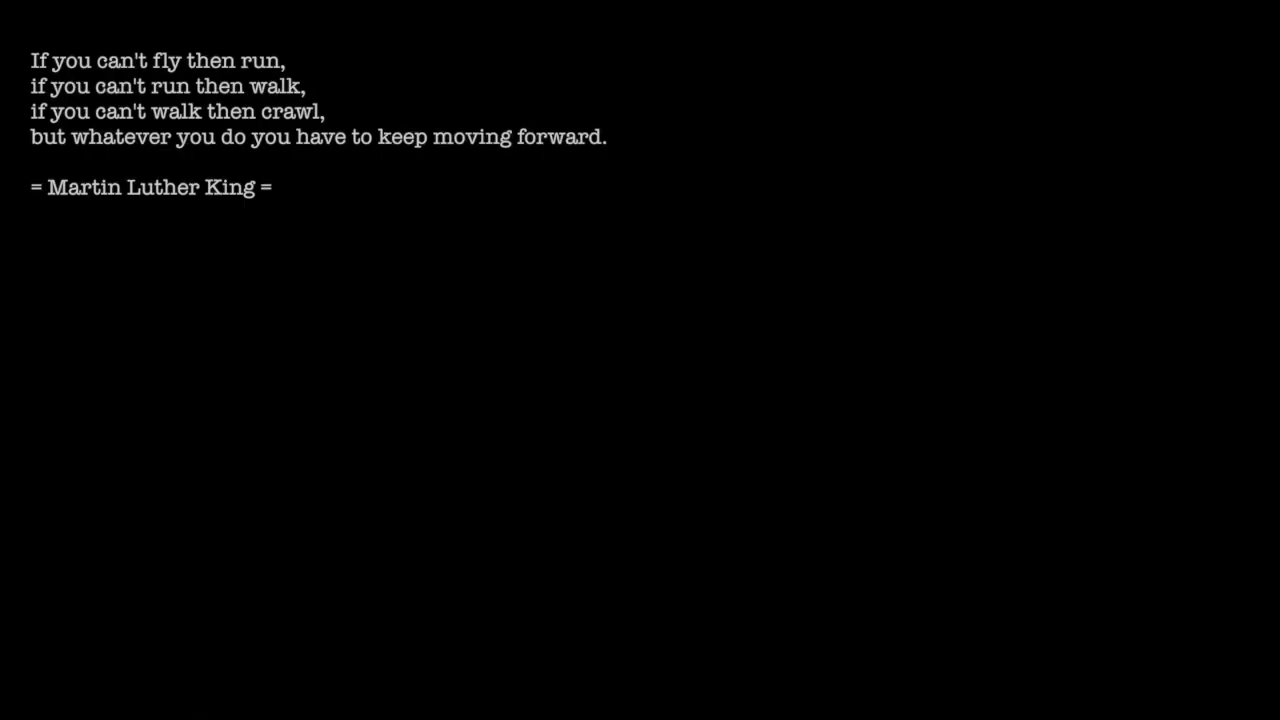 If you can't fly then run,
if you can't run then walk,
if you can't walk then crawl,
but whatever you do you have to keep moving forward.
= Martin Luther King =